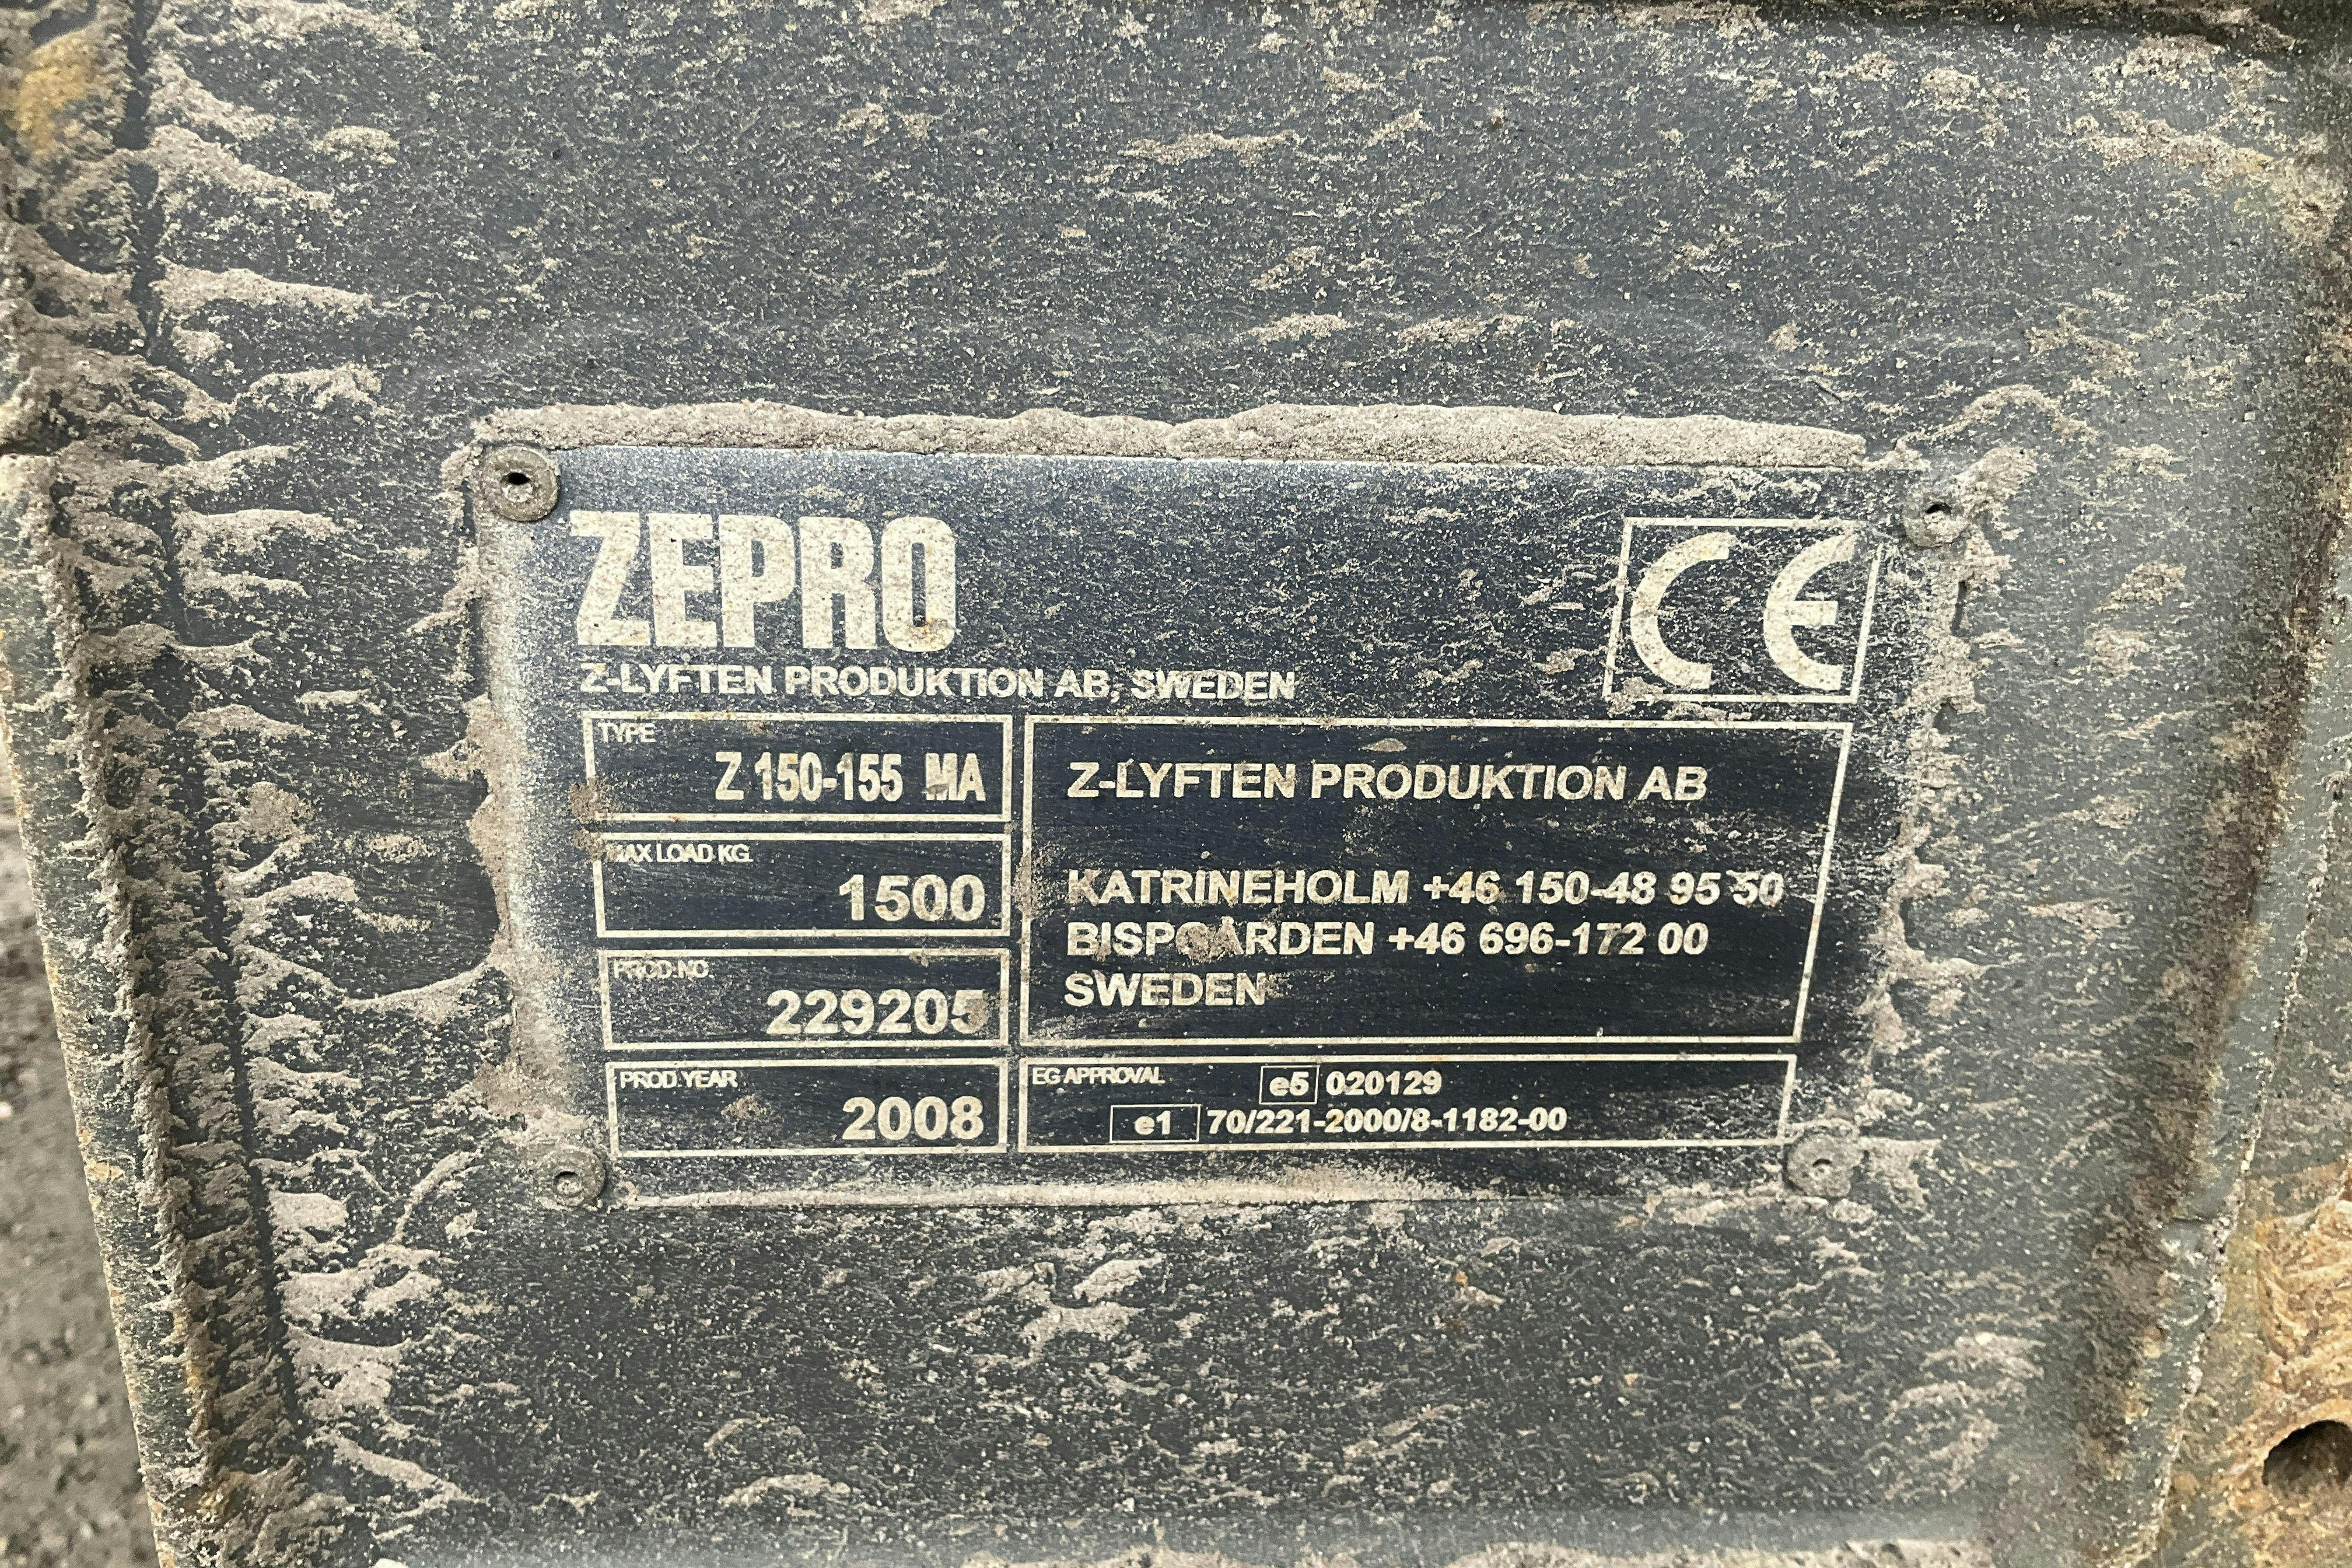 ZEPRO
CE
Z-LYFTEN PRODUKTION AB, SWEDEN
TYPE
Z 150-155 MA
MAX LOAD KG.
1500
PROD.NO
229205
PROD.YEAR
2008
Z-LYFTEN PRODUKTION AB
KATRINEHOLM +46 150-48 95 50
BISPGÅRDEN +46 696-172 00
SWEDEN
EG APPROVAL e5 020129
e1 70/221-2000/8-1182-00